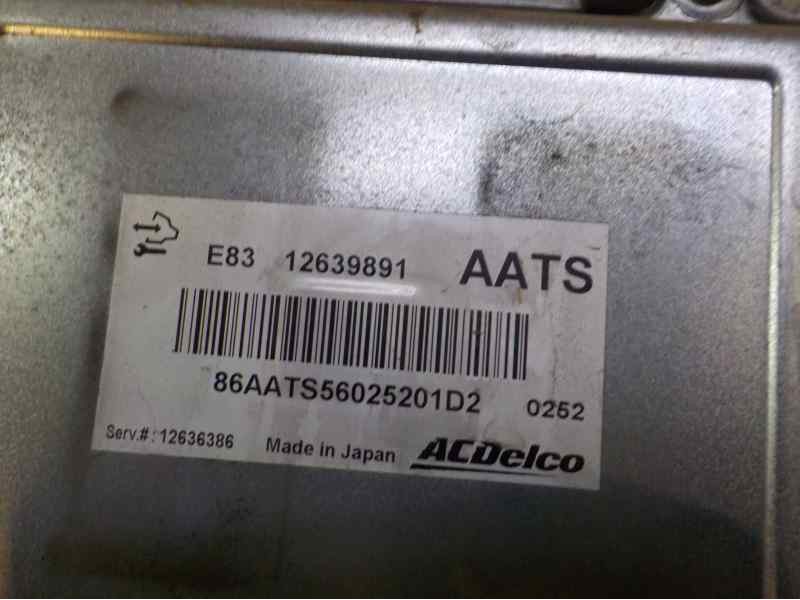 E83 12639891 AATS
86AATS56025201D2 0252
Serv.#: 12636386 Made in Japan ACDelco